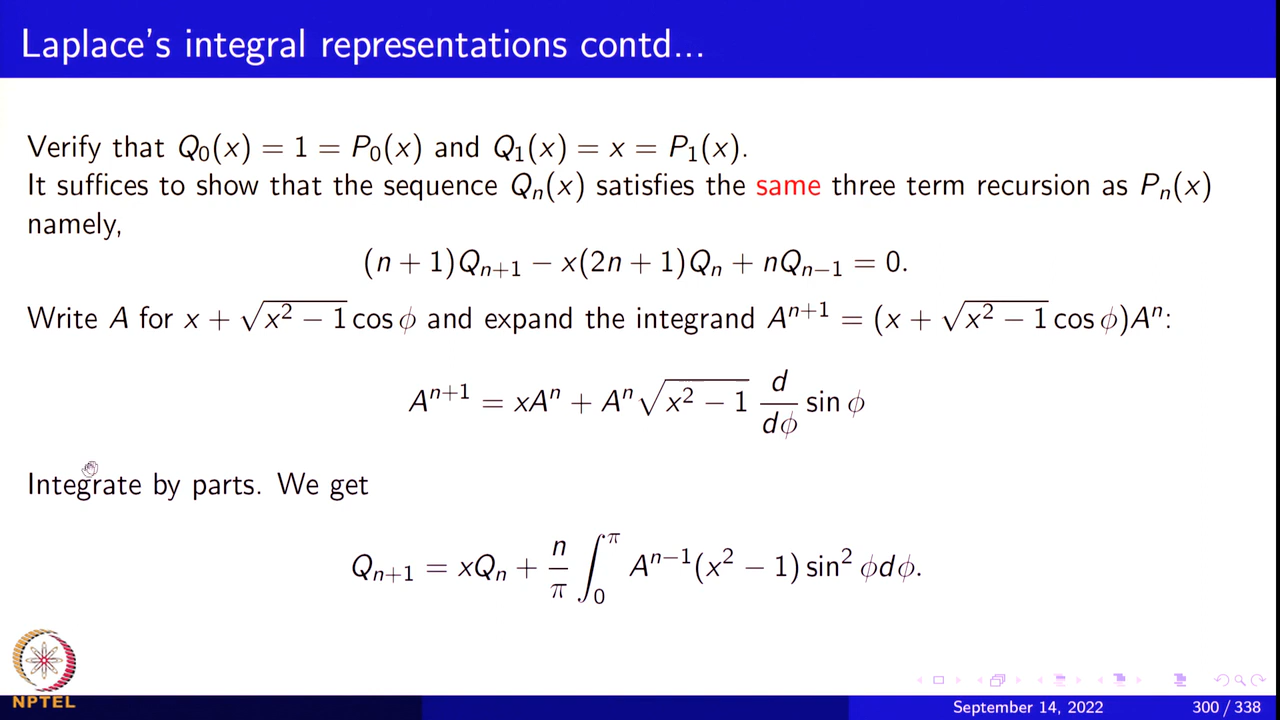 Laplace's integral representations contd...
Verify that Q₀(x) = 1 = P₀(x) and Q₁(x) = x = P₁(x).
It suffices to show that the sequence Qₙ(x) satisfies the same three term recursion as Pₙ(x)
namely,
(n + 1)Qₙ₊₁ − x(2n + 1)Qₙ + nQₙ₋₁ = 0.
Write A for x + √(x² − 1) cos ϕ and expand the integrand Aⁿ⁺¹ = (x + √(x² − 1) cos ϕ)Aⁿ:
Aⁿ⁺¹ = xAⁿ + Aⁿ√(x² − 1) d/dϕ sin ϕ
Integrate by parts. We get
Qₙ₊₁ = xQₙ + n/π ∫₀^π Aⁿ⁻¹(x² − 1) sin² ϕdϕ.
NPTEL
September 14, 2022 300 / 338